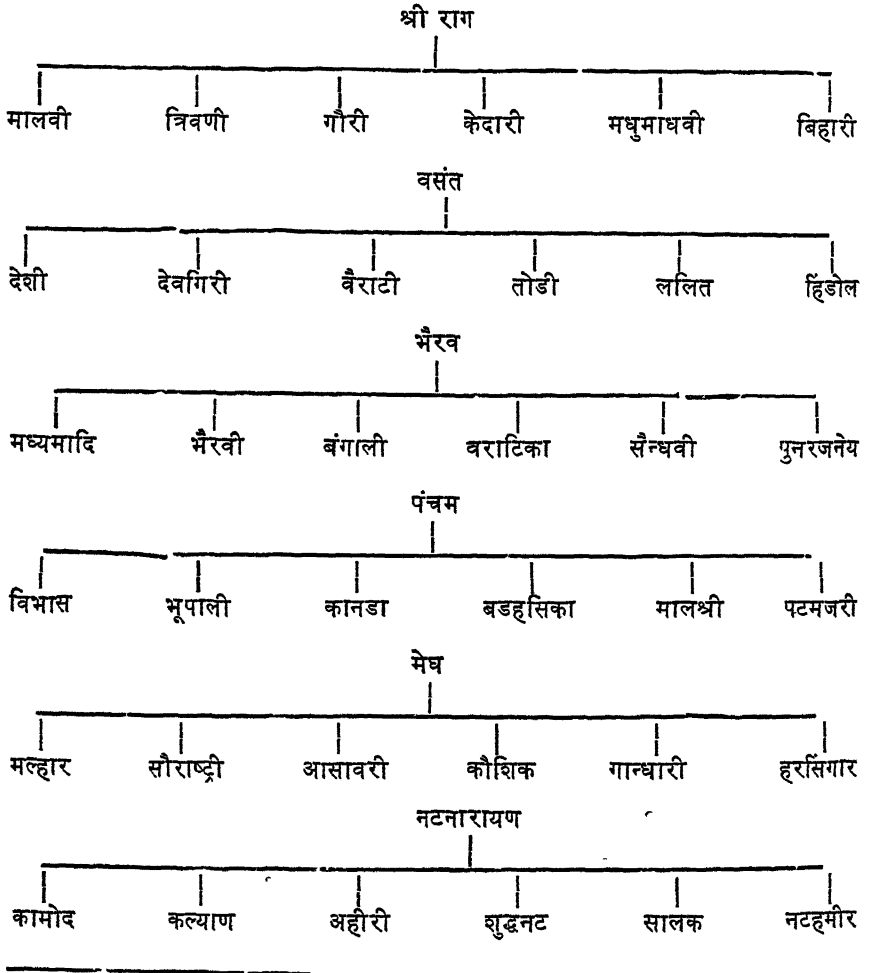 श्री राग
मालवी त्रिवणी गौरी केदारी मधुमाधवी बिहारी
वसंत
देशी देवगिरी वैराटी तोडी ललित हिंडोल
भैरव
मध्यमादि भैरवी बंगाली वराटिका सैन्धवी पुनरजनेय
पंचम
विभास भूपाली कानडा बडहसिका मालश्री पटमजरी
मेघ
मल्हार सौराष्ट्री आसावरी कौशिक गान्धारी हरसिंगार
नटनारायण
कामोद कल्याण अहीरी शुद्धनट सालक नटहमीर